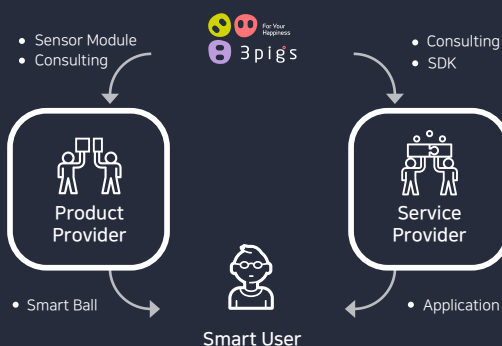 For Your
Happiness
3pigs
• Sensor Module
• Consulting
• Consulting
• SDK
Product
Provider
Service
Provider
• Smart Ball
• Application
Smart User